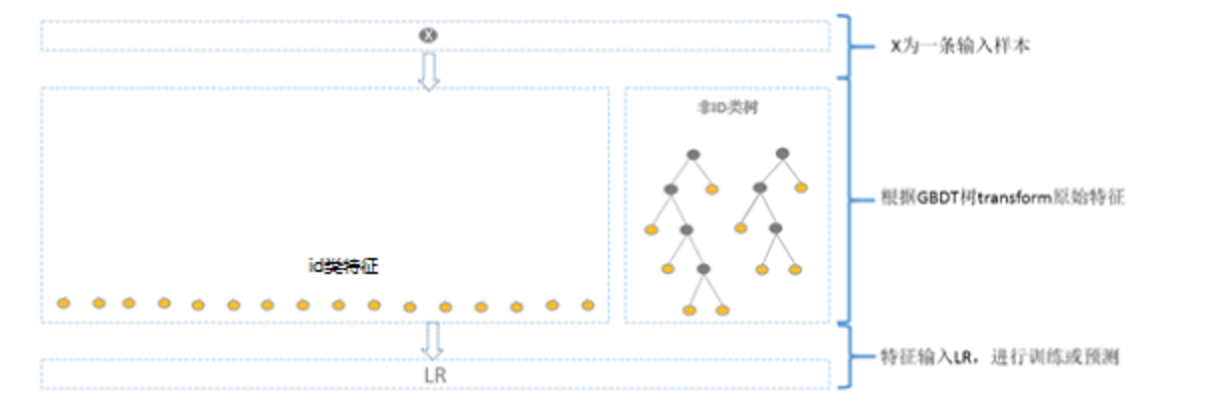 X
X为一条输入样本
非ID类树
根据GBDT树transform原始特征
id类特征
特征输入LR，进行训练或预测
LR